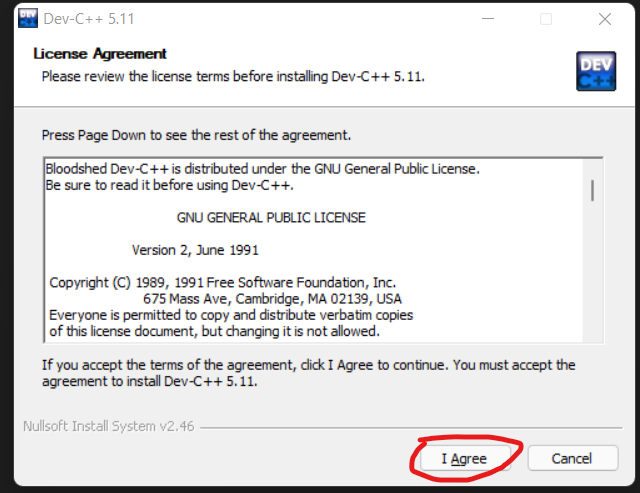 Dev-C++ 5.11
License Agreement
Please review the license terms before installing Dev-C++ 5.11.
DEV
C++
Press Page Down to see the rest of the agreement.
Bloodshed Dev-C++ is distributed under the GNU General Public License.
Be sure to read it before using Dev-C++.
GNU GENERAL PUBLIC LICENSE
Version 2, June 1991
Copyright (C) 1989, 1991 Free Software Foundation, Inc.
675 Mass Ave, Cambridge, MA 02139, USA
Everyone is permitted to copy and distribute verbatim copies
of this license document, but changing it is not allowed.
If you accept the terms of the agreement, click I Agree to continue. You must accept the
agreement to install Dev-C++ 5.11.
Nullsoft Install System v2.46
I Agree
Cancel